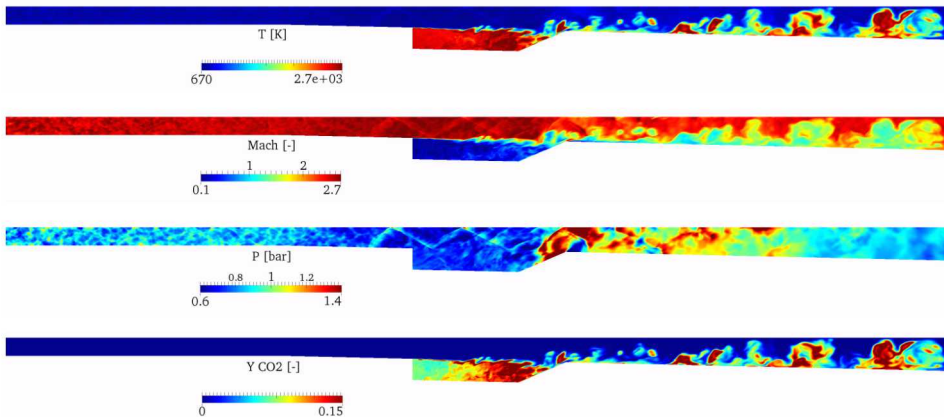 T [K]
670 2.7e+03
Mach [-]
1 2
0.1 2.7
P [bar]
0.8 1 1.2
0.6 1.4
Y CO2 [-]
0 0.15